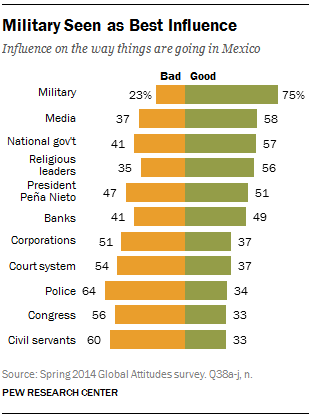 Military Seen as Best Influence
Influence on the way things are going in Mexico
Bad Good
Military 23% 75%
Media 37 58
National gov't 41 57
Religious
leaders 35 56
President
Peña Nieto 47 51
Banks 41 49
Corporations 51 37
Court system 54 37
Police 64 34
Congress 56 33
Civil servants 60 33
Source: Spring 2014 Global Attitudes survey. Q38a-j, n.
PEW RESEARCH CENTER